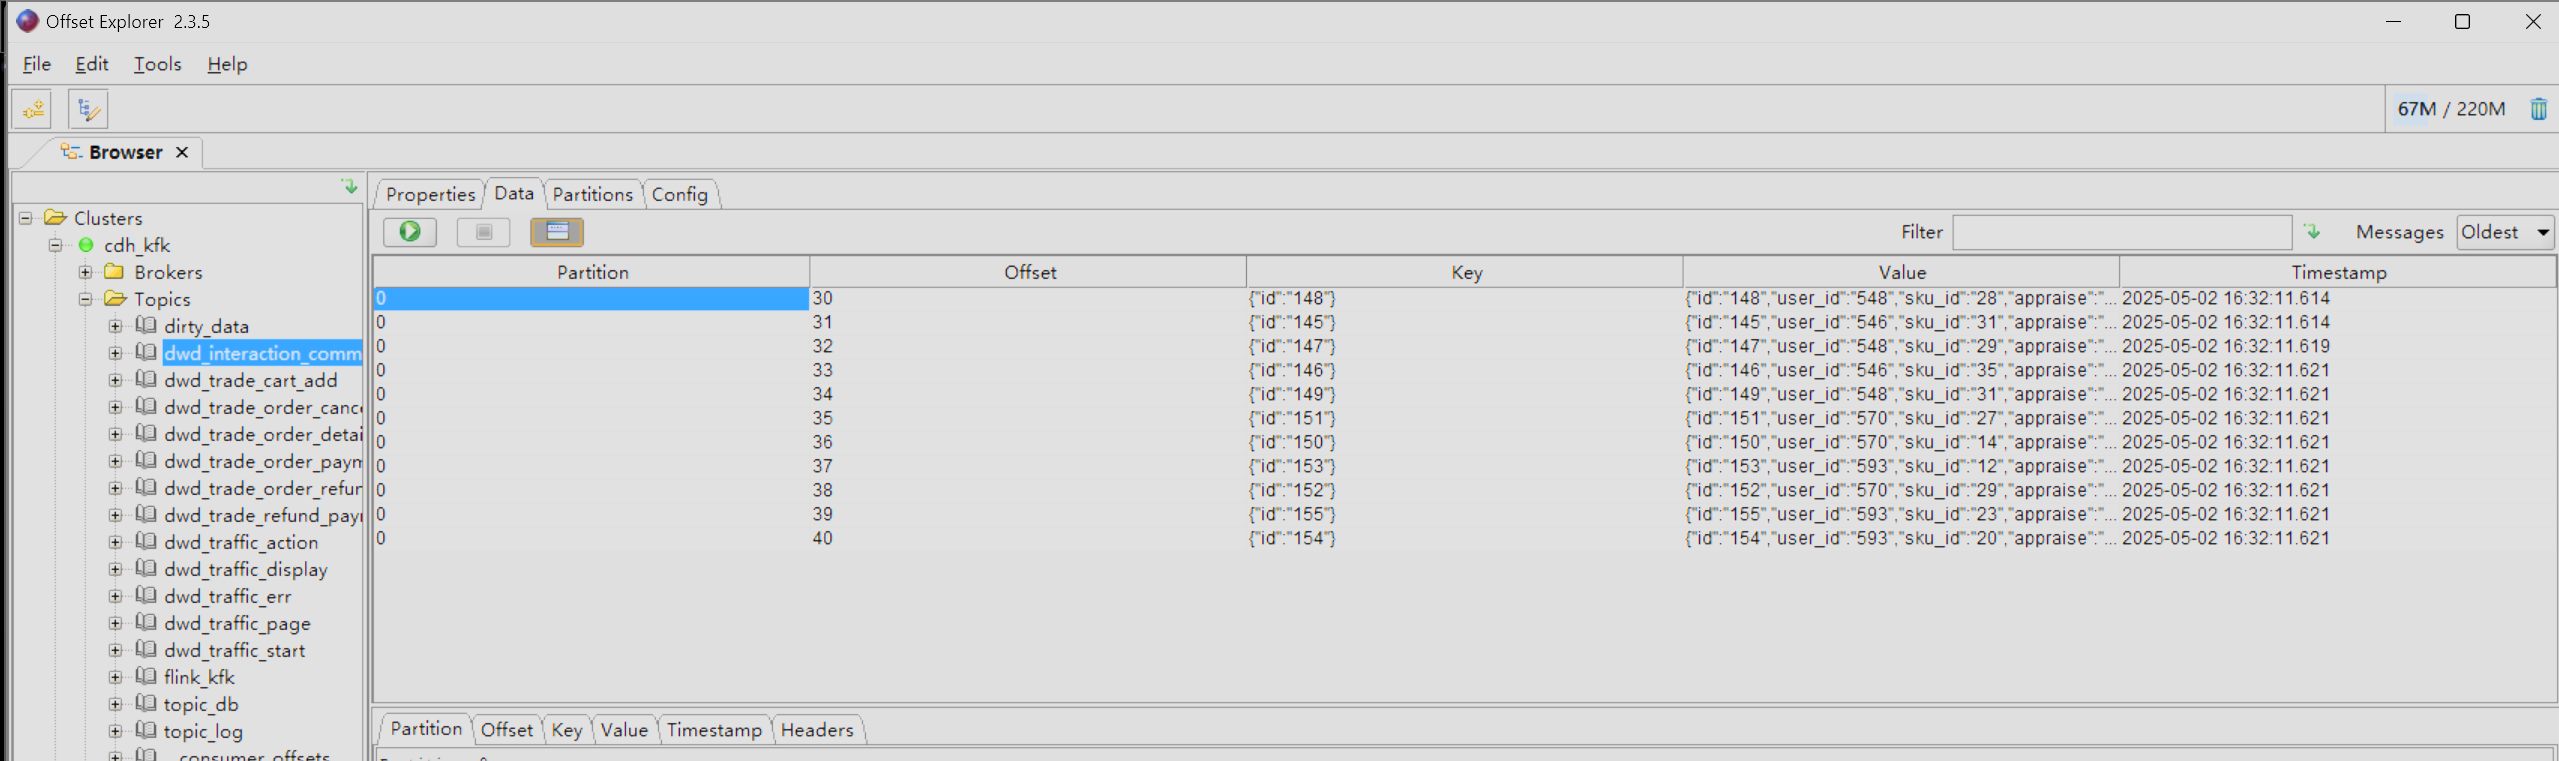 Offset Explorer 2.3.5
File Edit Tools Help
67M / 220M
Browser
Properties Data Partitions Config
Clusters
cdh_kfk
Brokers
Topics
dirty_data
dwd_interaction_comm
dwd_trade_cart_add
dwd_trade_order_canc
dwd_trade_order_detai
dwd_trade_order_paym
dwd_trade_order_refur
dwd_trade_refund_payı
dwd_traffic_action
dwd_traffic_display
dwd_traffic_err
dwd_traffic_page
dwd_traffic_start
flink_kfk
topic_db
topic_log
__consumer_offsets
Filter Messages Oldest
Partition Offset Key Value Timestamp
0 30 {"id":"148"} {"id":"148","user_id":"548","sku_id":"28","appraise":"... 2025-05-02 16:32:11.614
0 31 {"id":"145"} {"id":"145","user_id":"546","sku_id":"31","appraise":"... 2025-05-02 16:32:11.614
0 32 {"id":"147"} {"id":"147","user_id":"548","sku_id":"29","appraise":"... 2025-05-02 16:32:11.619
0 33 {"id":"146"} {"id":"146","user_id":"546","sku_id":"35","appraise":"... 2025-05-02 16:32:11.621
0 34 {"id":"149"} {"id":"149","user_id":"548","sku_id":"31","appraise":"... 2025-05-02 16:32:11.621
0 35 {"id":"151"} {"id":"151","user_id":"570","sku_id":"27","appraise":"... 2025-05-02 16:32:11.621
0 36 {"id":"150"} {"id":"150","user_id":"570","sku_id":"14","appraise":"... 2025-05-02 16:32:11.621
0 37 {"id":"153"} {"id":"153","user_id":"593","sku_id":"12","appraise":"... 2025-05-02 16:32:11.621
0 38 {"id":"152"} {"id":"152","user_id":"570","sku_id":"29","appraise":"... 2025-05-02 16:32:11.621
0 39 {"id":"155"} {"id":"155","user_id":"593","sku_id":"23","appraise":"... 2025-05-02 16:32:11.621
0 40 {"id":"154"} {"id":"154","user_id":"593","sku_id":"20","appraise":"... 2025-05-02 16:32:11.621
Partition Offset Key Value Timestamp Headers